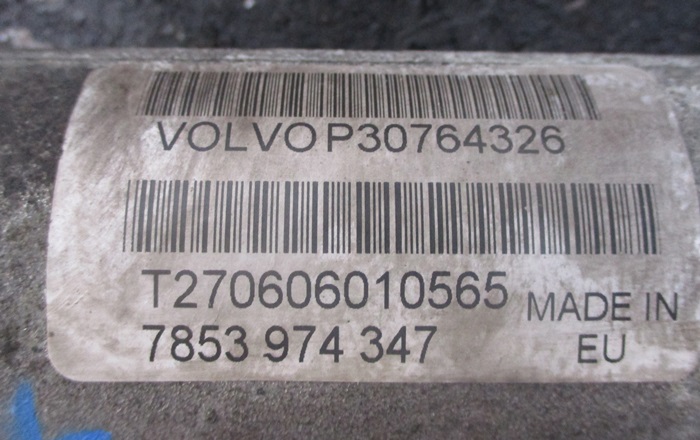 VOLVO P30764326
T270606010565
7853 974 347
MADE IN
EU